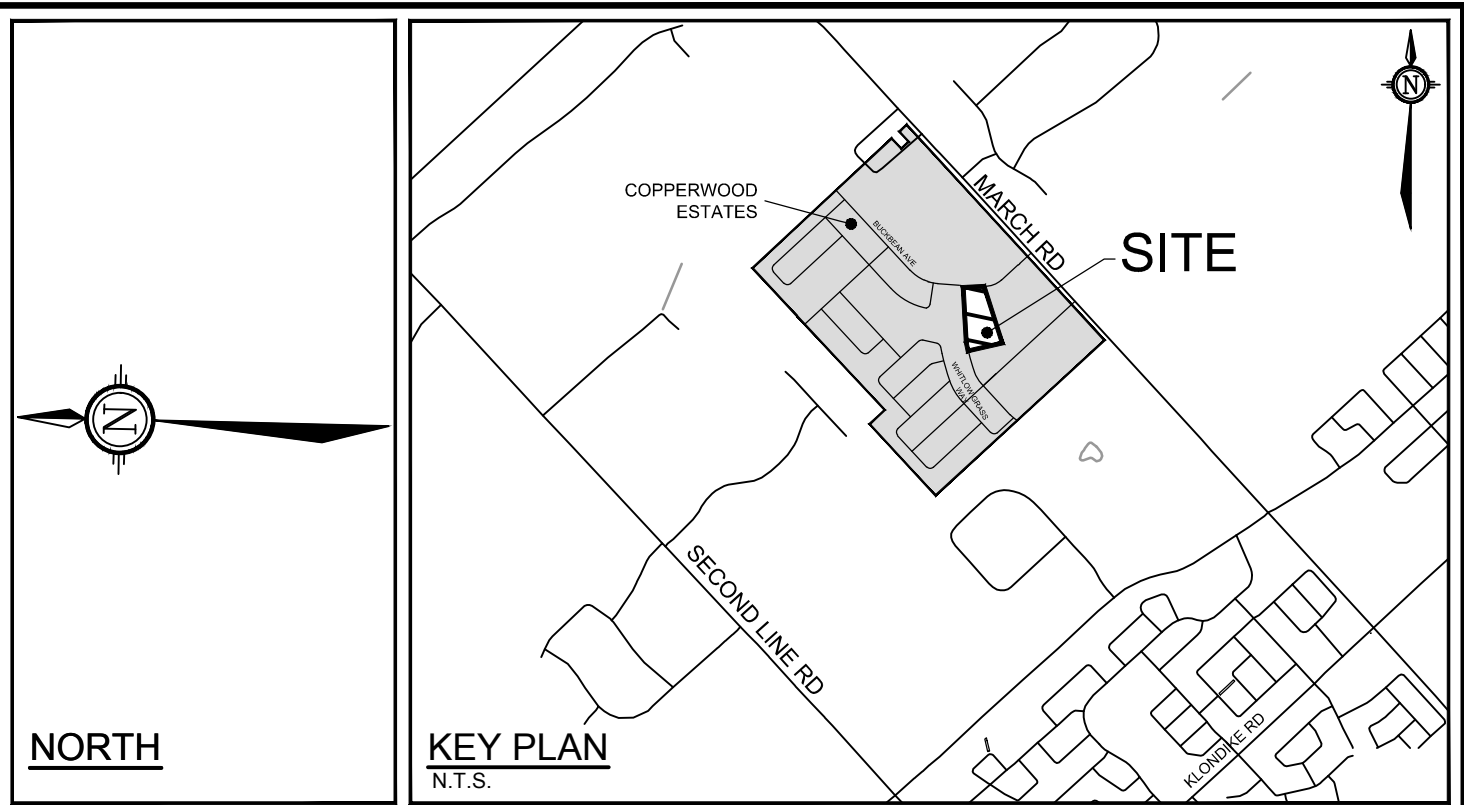 N
NORTH
N
COPPERWOOD
ESTATES
MARCH RD
BUCKBEAN AVE
SITE
WHITLOW GRASS
WAY
SECOND LINE RD
KLONDIKE RD
KEY PLAN
N.T.S.